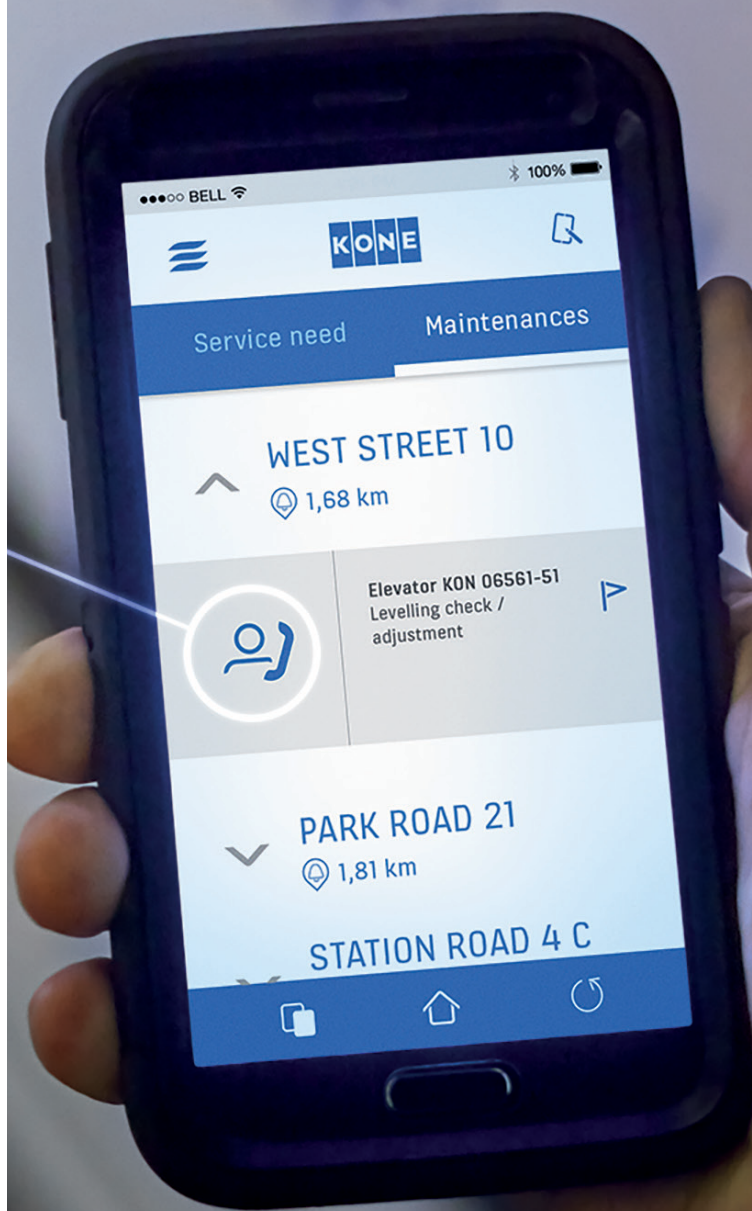 ●●●○○ BELL 100%
KONE
Service need Maintenances
WEST STREET 10
1,68 km
Elevator KON 06561-51
Levelling check /
adjustment
PARK ROAD 21
1,81 km
STATION ROAD 4 C